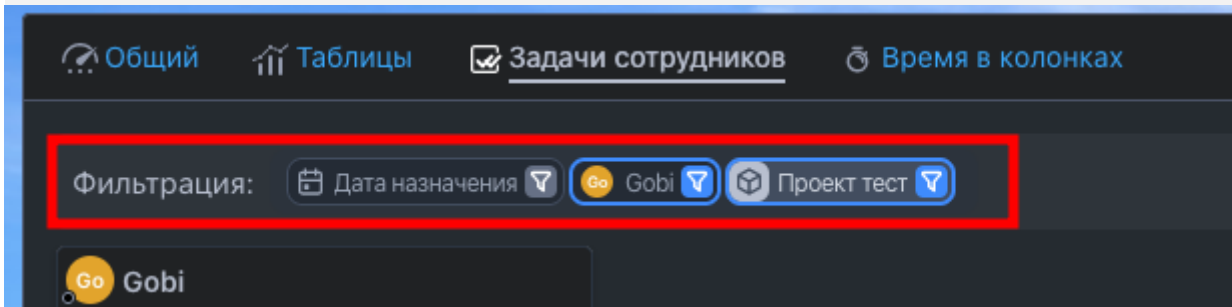 Общий Таблицы Задачи сотрудников Время в колонках
Фильтрация: Дата назначения Go Gobi Проект тест
Go Gobi